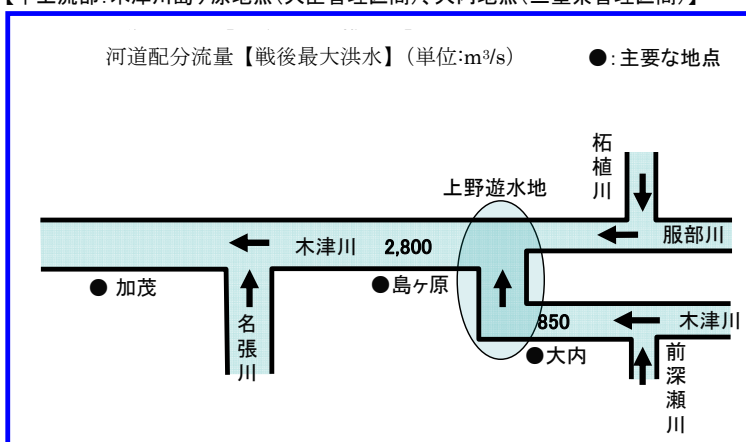 河道配分流量【戦後最大洪水】(単位:m³/s)
●:主要な地点
柘植川
上野遊水地
服部川
木津川 2,800
●加茂
●島ヶ原
名張川
850
木津川
●大内
前深瀬川